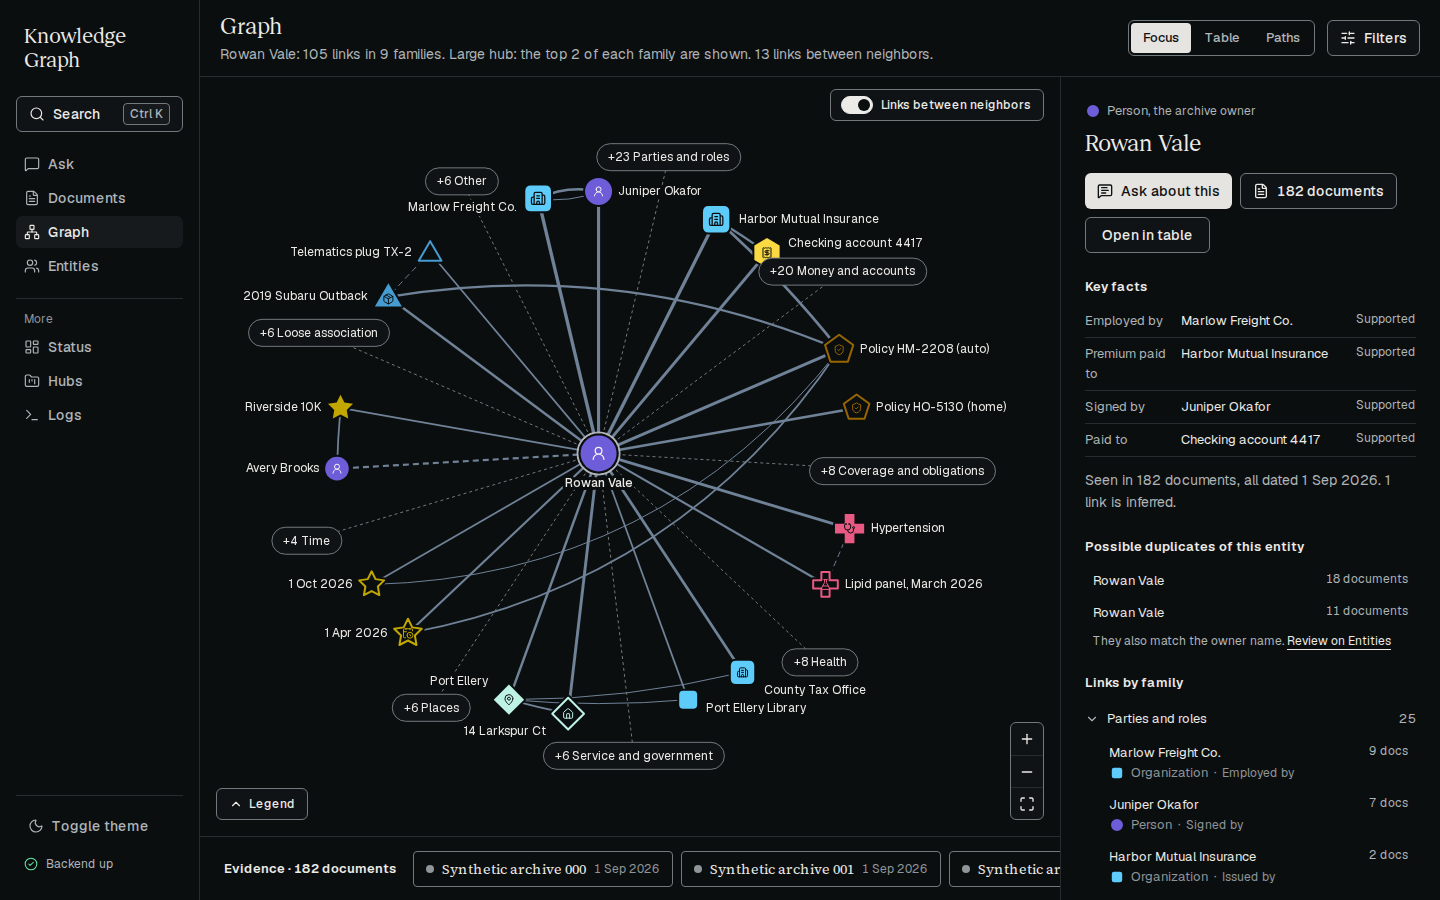 Knowledge
Graph
Search
Ctrl K
Ask
Documents
Graph
Entities
More
Status
Hubs
Logs
Toggle theme
Backend up
Graph
Rowan Vale: 105 links in 9 families. Large hub: the top 2 of each family are shown. 13 links between neighbors.
Focus
Table
Paths
Filters
Links between neighbors
+23 Parties and roles
+6 Other
Juniper Okafor
Marlow Freight Co.
Harbor Mutual Insurance
Checking account 4417
Telematics plug TX-2
+20 Money and accounts
2019 Subaru Outback
+6 Loose association
Policy HM-2208 (auto)
Riverside 10K
Policy HO-5130 (home)
Avery Brooks
+8 Coverage and obligations
Rowan Vale
Hypertension
+4 Time
1 Oct 2026
Lipid panel, March 2026
1 Apr 2026
+8 Health
Port Ellery
County Tax Office
+6 Places
Port Ellery Library
14 Larkspur Ct
+6 Service and government
Legend
Evidence · 182 documents
Synthetic archive 000 1 Sep 2026
Synthetic archive 001 1 Sep 2026
Synthetic ar
Person, the archive owner
Rowan Vale
Ask about this
182 documents
Open in table
Key facts
Employed by Marlow Freight Co. Supported
Premium paid Harbor Mutual Insurance Supported
to
Signed by Juniper Okafor Supported
Paid to Checking account 4417 Supported
Seen in 182 documents, all dated 1 Sep 2026. 1
link is inferred.
Possible duplicates of this entity
Rowan Vale 18 documents
Rowan Vale 11 documents
They also match the owner name. Review on Entities
Links by family
Parties and roles 25
Marlow Freight Co. 9 docs
Organization · Employed by
Juniper Okafor 7 docs
Person · Signed by
Harbor Mutual Insurance 2 docs
Organization · Issued by